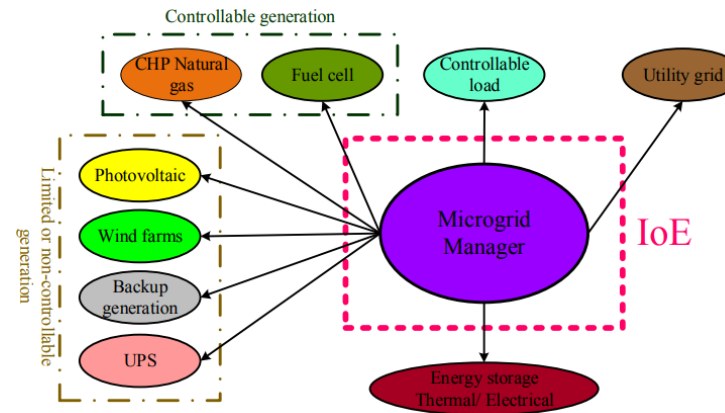 Controllable generation
CHP Natural
gas
Fuel cell
Controllable
load
Utility grid
Limited or non-controllable
generation
Photovoltaic
Wind farms
Backup
generation
UPS
Microgrid
Manager
IoE
Energy storage
Thermal/ Electrical